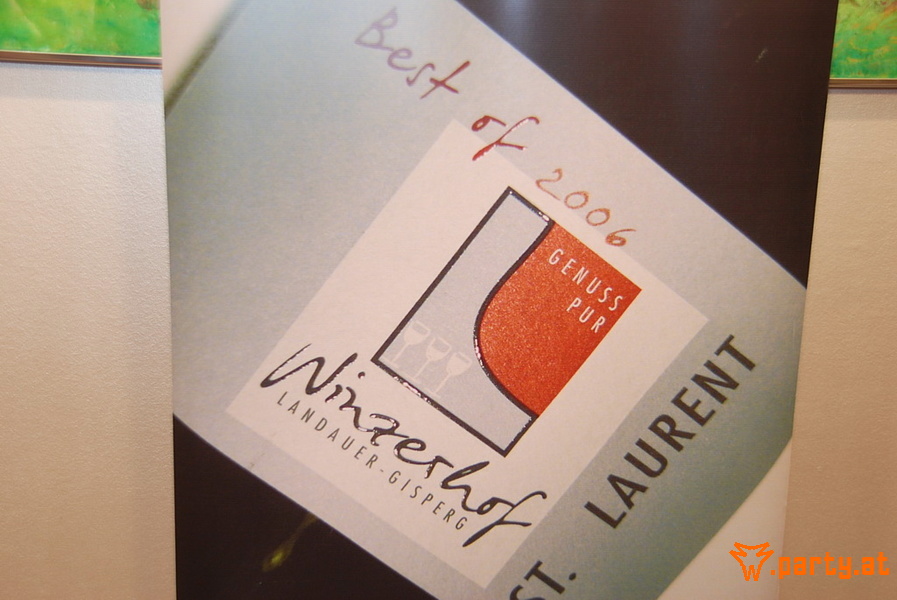 Best of 2006
GENUSS
PUR
Winzerhof
LANDAUER-GISPERG
ST. LAURENT
party.at